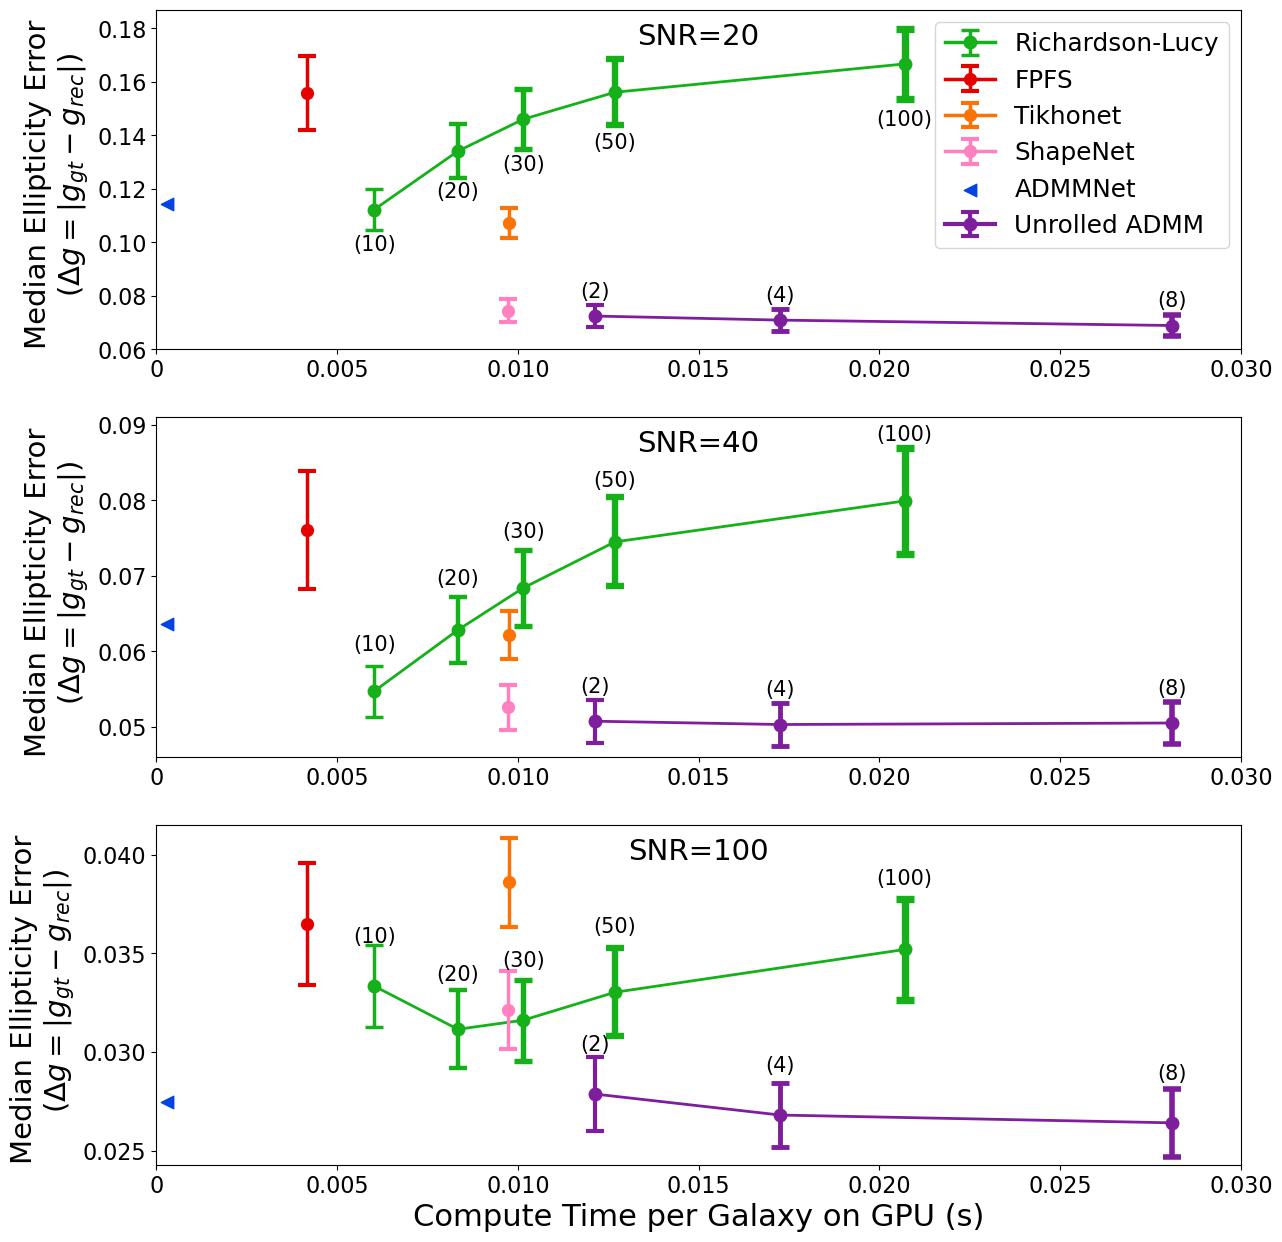 SNR=20
Median Ellipticity Error
(Δg = |g_gt − g_rec|)
0.18
0.16
0.14
0.12
0.10
0.08
0.06
(10)
(20)
(30)
(50)
(100)
(2)
(4)
(8)
Richardson-Lucy
FPFS
Tikhonet
ShapeNet
ADMMNet
Unrolled ADMM
0 0.005 0.010 0.015 0.020 0.025 0.030
SNR=40
Median Ellipticity Error
(Δg = |g_gt − g_rec|)
0.09
0.08
0.07
0.06
0.05
(10)
(20)
(30)
(50)
(100)
(2)
(4)
(8)
0 0.005 0.010 0.015 0.020 0.025 0.030
SNR=100
Median Ellipticity Error
(Δg = |g_gt − g_rec|)
0.040
0.035
0.030
0.025
(10)
(20)
(30)
(50)
(100)
(2)
(4)
(8)
0 0.005 0.010 0.015 0.020 0.025 0.030
Compute Time per Galaxy on GPU (s)